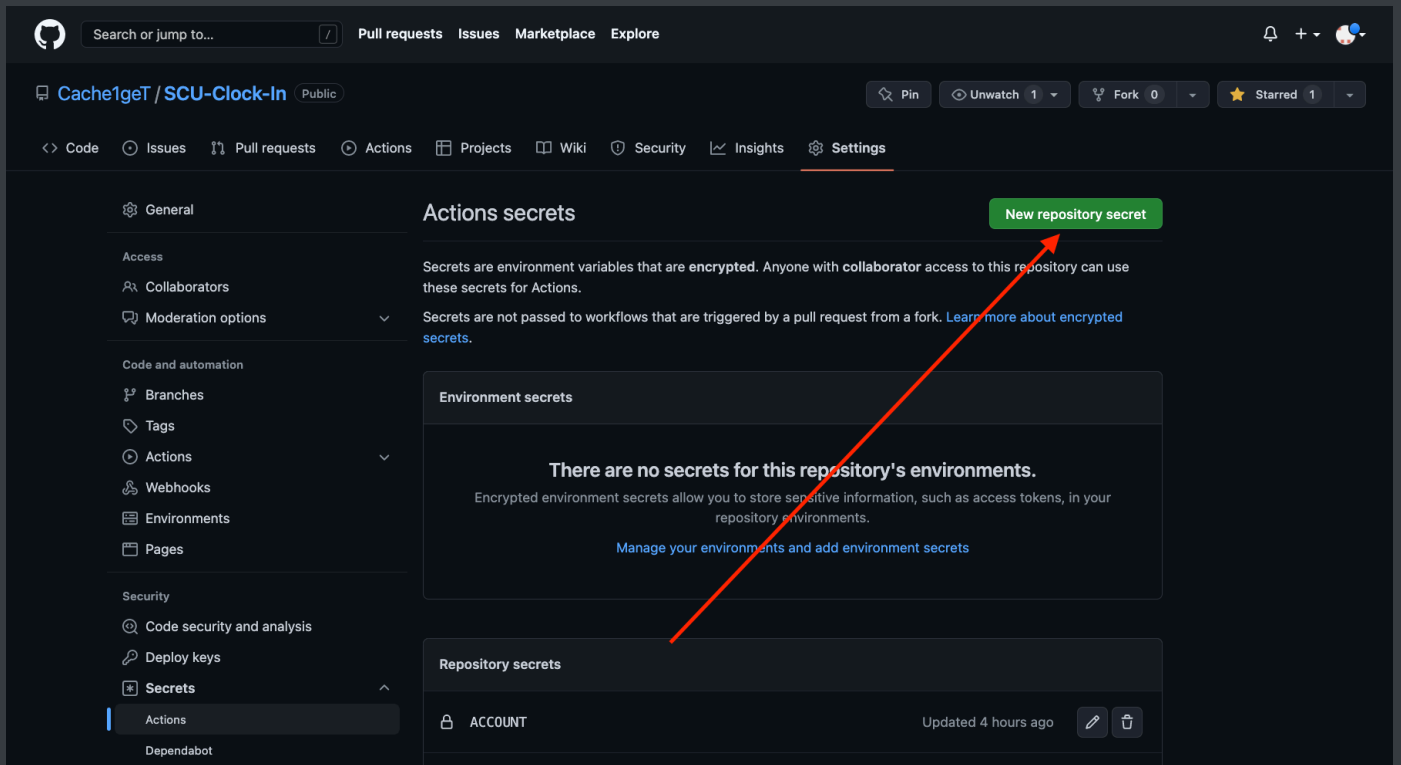 Search or jump to... /
Pull requests Issues Marketplace Explore
Cache1geT / SCU-Clock-In Public
Pin Unwatch 1 Fork 0 Starred 1
Code Issues Pull requests Actions Projects Wiki Security Insights Settings
General
Access
Collaborators
Moderation options
Code and automation
Branches
Tags
Actions
Webhooks
Environments
Pages
Security
Code security and analysis
Deploy keys
Secrets
Actions
Dependabot
Actions secrets
New repository secret
Secrets are environment variables that are encrypted. Anyone with collaborator access to this repository can use
these secrets for Actions.
Secrets are not passed to workflows that are triggered by a pull request from a fork. Learn more about encrypted
secrets.
Environment secrets
There are no secrets for this repository's environments.
Encrypted environment secrets allow you to store sensitive information, such as access tokens, in your
repository environments.
Manage your environments and add environment secrets
Repository secrets
ACCOUNT Updated 4 hours ago